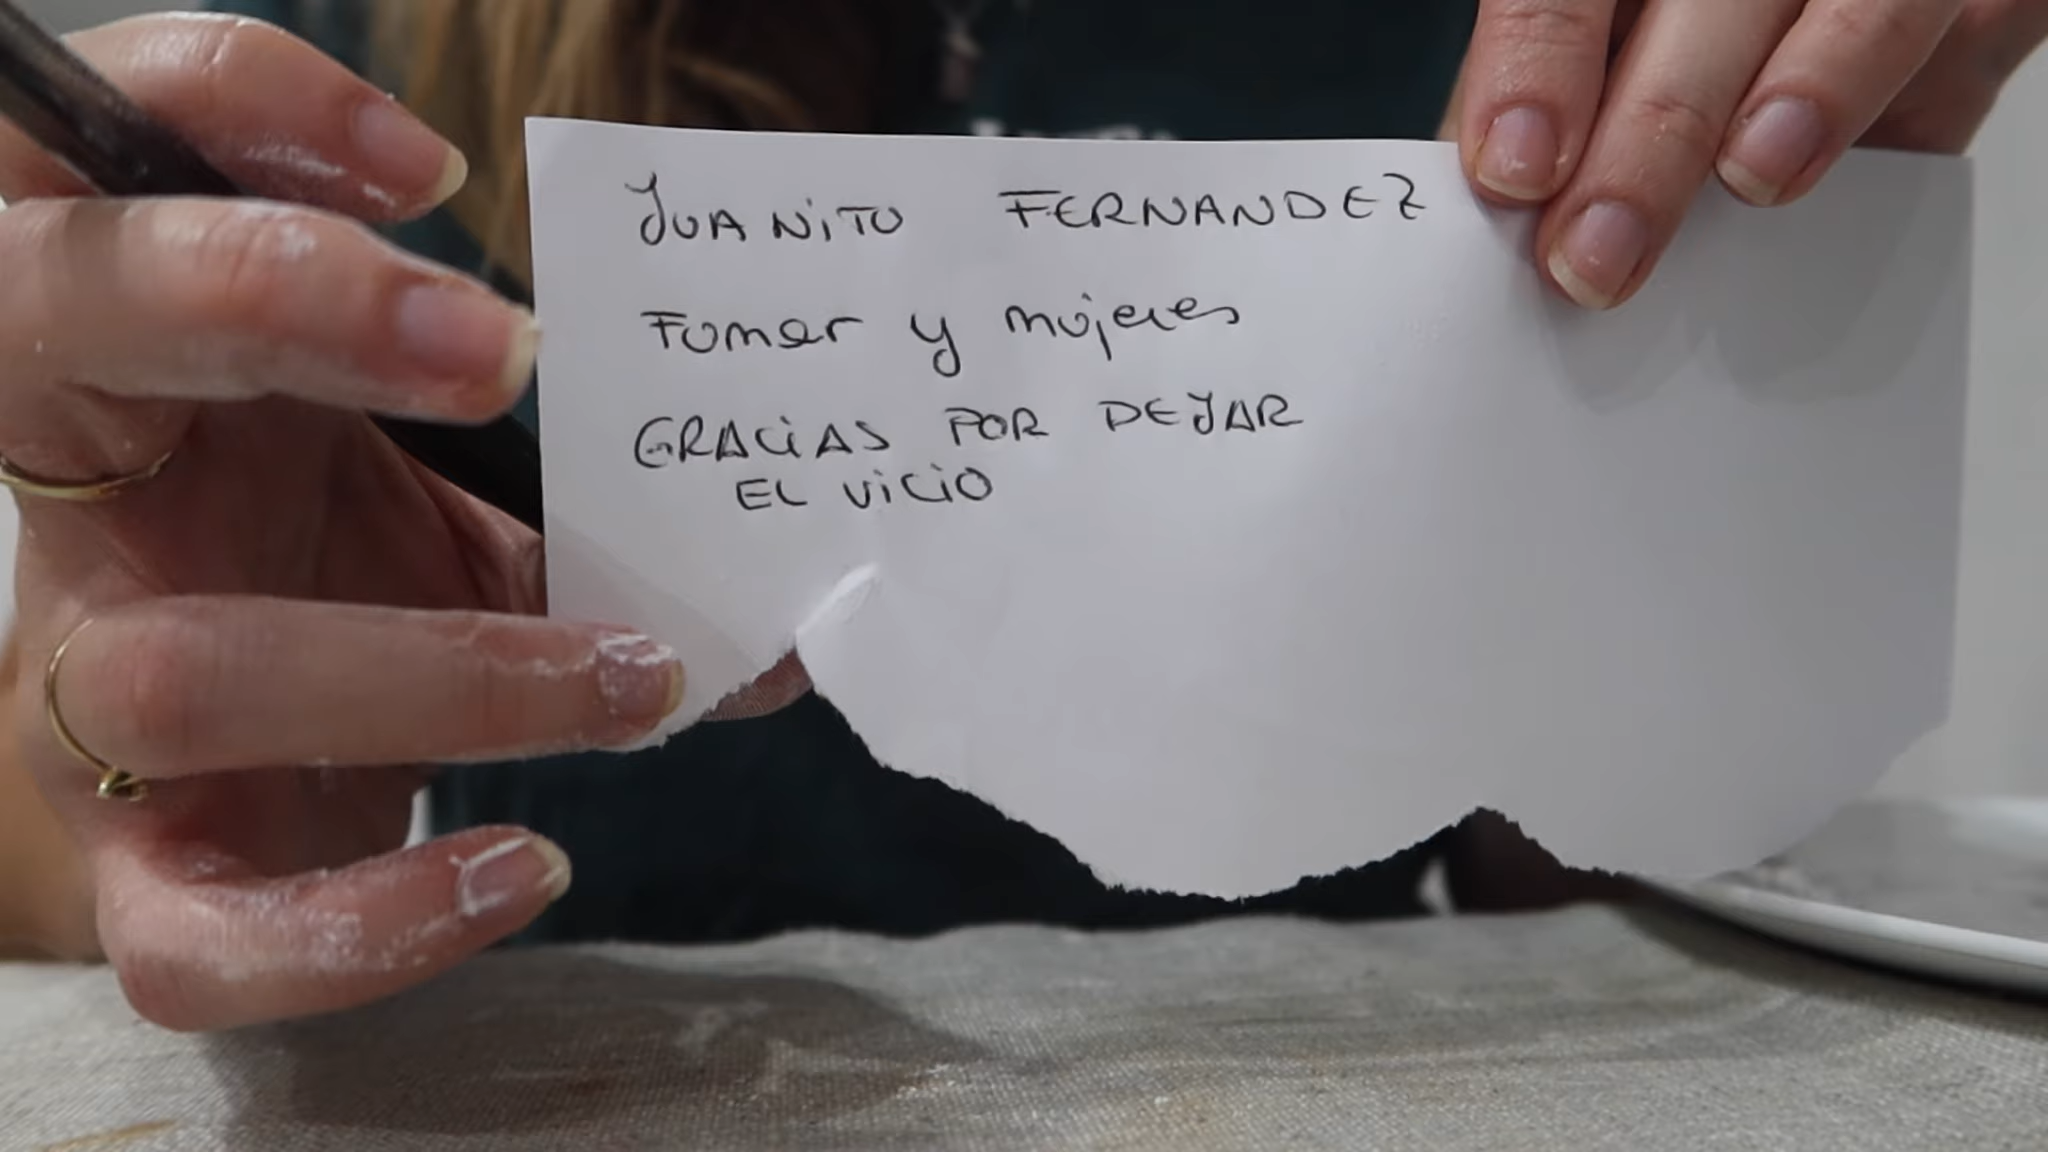 JUANiTO FERNANDEZ
Fumar y mujeres
GRACiAS POR DEJAR
EL ViCiO